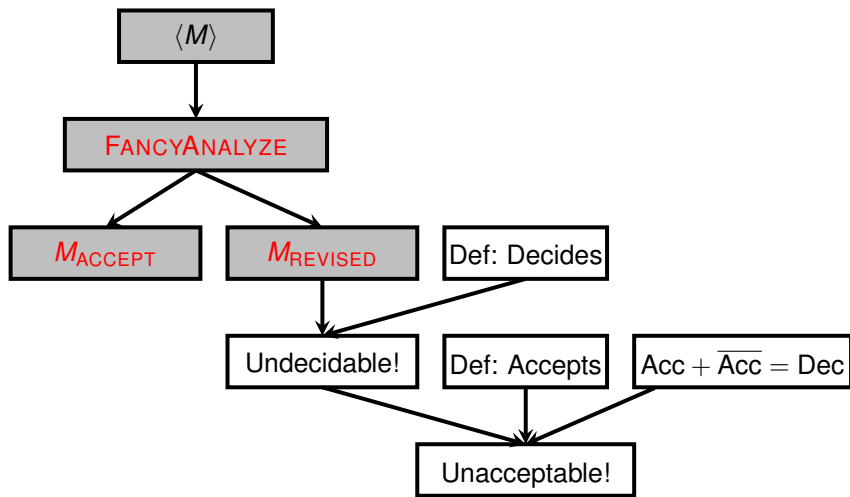 ⟨M⟩
FANCYANALYZE
M_ACCEPT
M_REVISED
Def: Decides
Undecidable!
Def: Accepts
Acc + \overline{Acc} = Dec
Unacceptable!